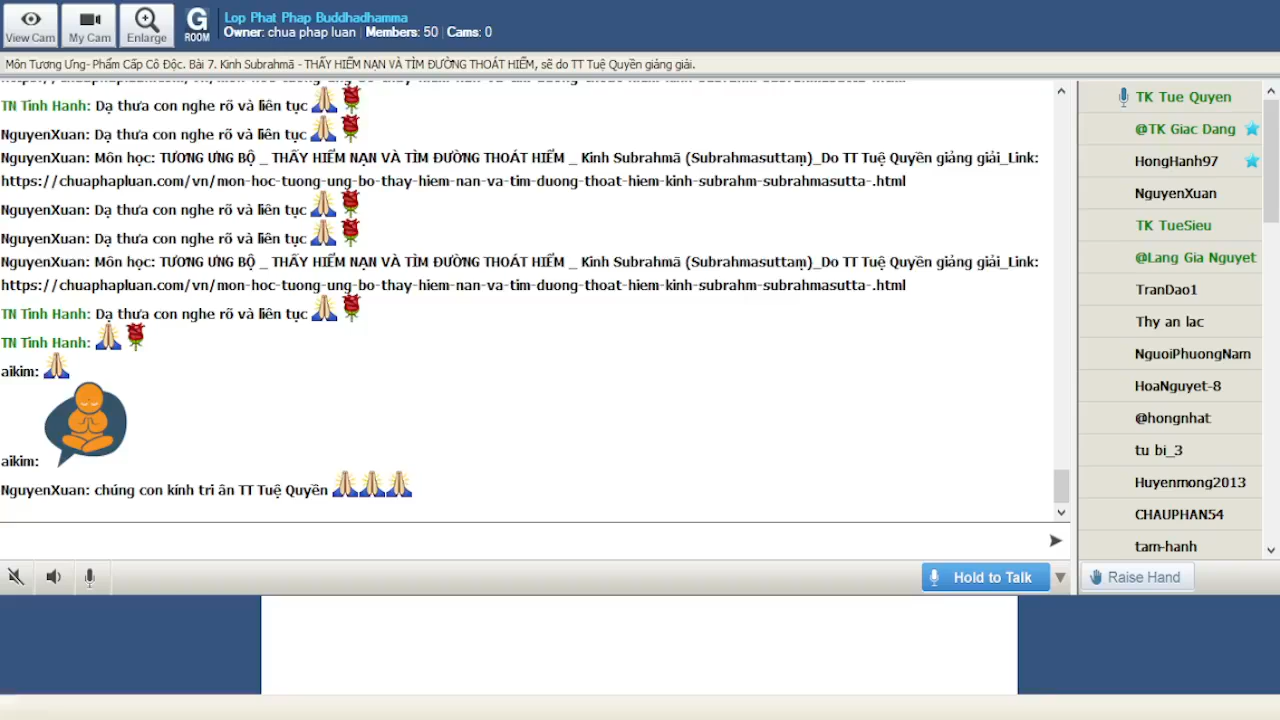 View Cam
My Cam
Enlarge
G
ROOM
Lop Phat Phap Buddhadhamma
Owner: chua phap luan | Members: 50 | Cams: 0
Môn Tương Ưng- Phẩm Cấp Cô Độc. Bài 7. Kinh Subrahmā - THẤY HIỂM NẠN VÀ TÌM ĐƯỜNG THOÁT HIỂM, sẽ do TT Tuệ Quyền giảng giải.
TN Tinh Hanh: Dạ thưa con nghe rõ và liên tục
NguyenXuan: Dạ thưa con nghe rõ và liên tục
NguyenXuan: Môn học: TƯƠNG ƯNG BỘ _ THẤY HIỂM NẠN VÀ TÌM ĐƯỜNG THOÁT HIỂM _ Kinh Subrahmā (Subrahmasuttaṃ)_Do TT Tuệ Quyền giảng giải_Link:
https://chuaphapluan.com/vn/mon-hoc-tuong-ung-bo-thay-hiem-nan-va-tim-duong-thoat-hiem-kinh-subrahm-subrahmasutta-.html
NguyenXuan: Dạ thưa con nghe rõ và liên tục
NguyenXuan: Dạ thưa con nghe rõ và liên tục
NguyenXuan: Môn học: TƯƠNG ƯNG BỘ _ THẤY HIỂM NẠN VÀ TÌM ĐƯỜNG THOÁT HIỂM _ Kinh Subrahmā (Subrahmasuttaṃ)_Do TT Tuệ Quyền giảng giải_Link:
https://chuaphapluan.com/vn/mon-hoc-tuong-ung-bo-thay-hiem-nan-va-tim-duong-thoat-hiem-kinh-subrahm-subrahmasutta-.html
TN Tinh Hanh: Dạ thưa con nghe rõ và liên tục
TN Tinh Hanh:
aikim:
aikim:
NguyenXuan: chúng con kính tri ân TT Tuệ Quyền
TK Tue Quyen
@TK Giac Dang
HongHanh97
NguyenXuan
TK TueSieu
@Lang Gia Nguyet
TranDao1
Thy an lac
NguoiPhuongNam
HoaNguyet-8
@hongnhat
tu bi_3
Huyenmong2013
CHAUPHAN54
tam-hanh
Hold to Talk
Raise Hand